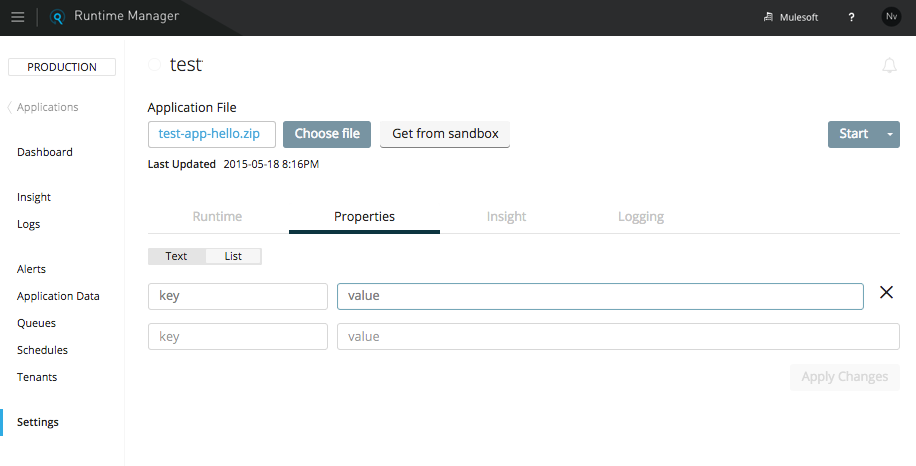 Runtime Manager
Mulesoft
?
Nv
PRODUCTION
Applications
Dashboard
Insight
Logs
Alerts
Application Data
Queues
Schedules
Tenants
Settings
test
Application File
test-app-hello.zip
Choose file
Get from sandbox
Start
Last Updated 2015-05-18 8:16PM
Runtime Properties Insight Logging
Text List
key value
key value
Apply Changes